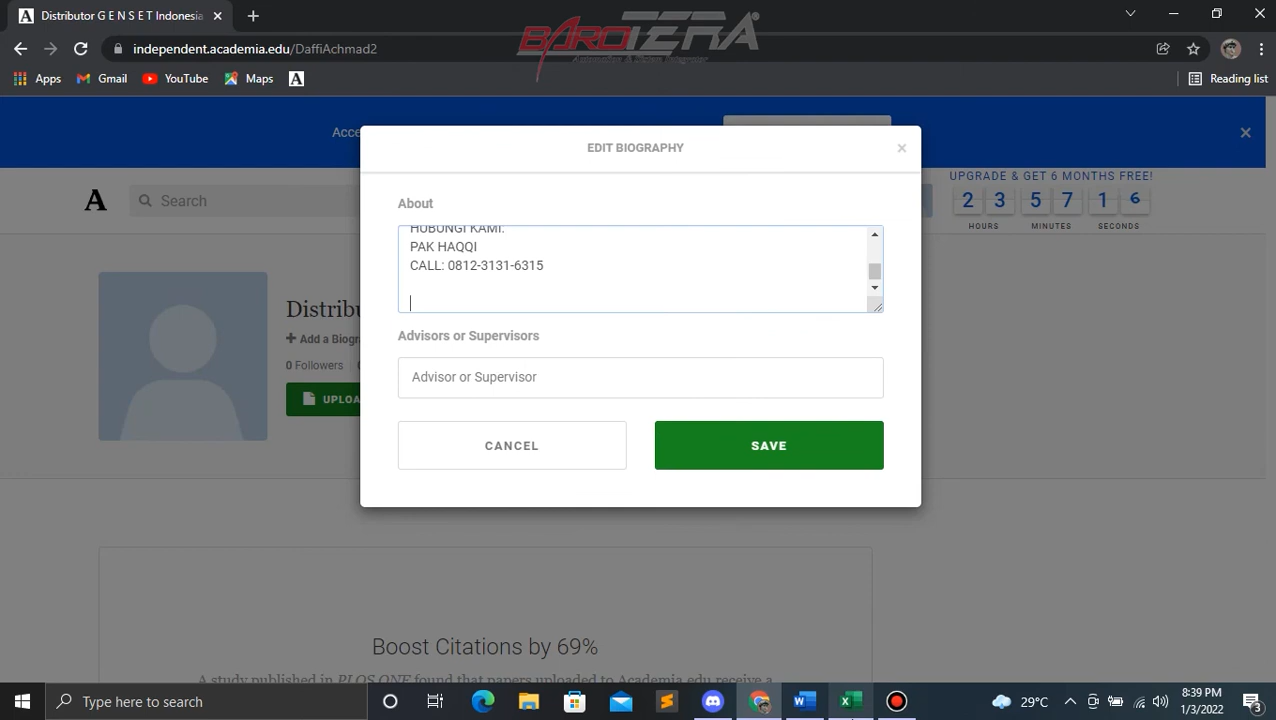 Distributor G E N S E T Indonesia
BAROTERA
independent.academia.edu/DaffiAchmad2
Apps
Gmail
YouTube
Maps
Reading list
Acce
EDIT BIOGRAPHY
UPGRADE & GET 6 MONTHS FREE!
Search
2 3 5 7 1 6
HOURS MINUTES SECONDS
About
HUBUNGI KAMI:
PAK HAQQI
CALL: 0812-3131-6315
Distribu
Add a Biogra
0 Followers
UPLOA
Advisors or Supervisors
Advisor or Supervisor
CANCEL
SAVE
Boost Citations by 69%
A study published in PLOS ONE found that papers uploaded to Academia.edu receive a
Type here to search
29°C
8:39 PM
1/3/2022
3